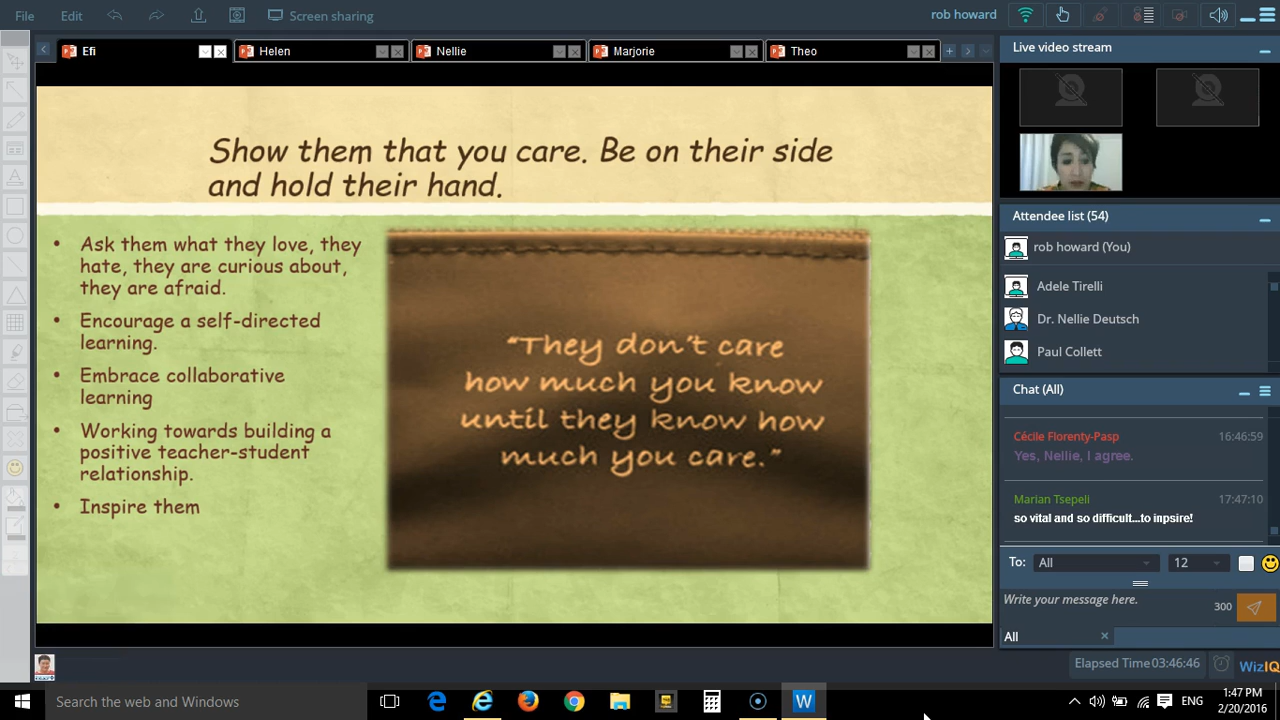 File Edit Screen sharing rob howard
Efi Helen Nellie Marjorie Theo
Show them that you care. Be on their side
and hold their hand.
• Ask them what they love, they
hate, they are curious about,
they are afraid.
• Encourage a self-directed
learning.
• Embrace collaborative
learning
• Working towards building a
positive teacher-student
relationship.
• Inspire them
“They don’t care
how much you know
until they know how
much you care.”
Live video stream
Attendee list (54)
rob howard (You)
Adele Tirelli
Dr. Nellie Deutsch
Paul Collett
Chat (All)
Cécile Florenty-Pasp 16:46:59
Yes, Nellie, I agree.
Marian Tsepeli 17:47:10
so vital and so difficult...to inpsire!
To: All 12
Write your message here. 300
All
Elapsed Time 03:46:46 WizIQ
Search the web and Windows
ENG
1:47 PM
2/20/2016